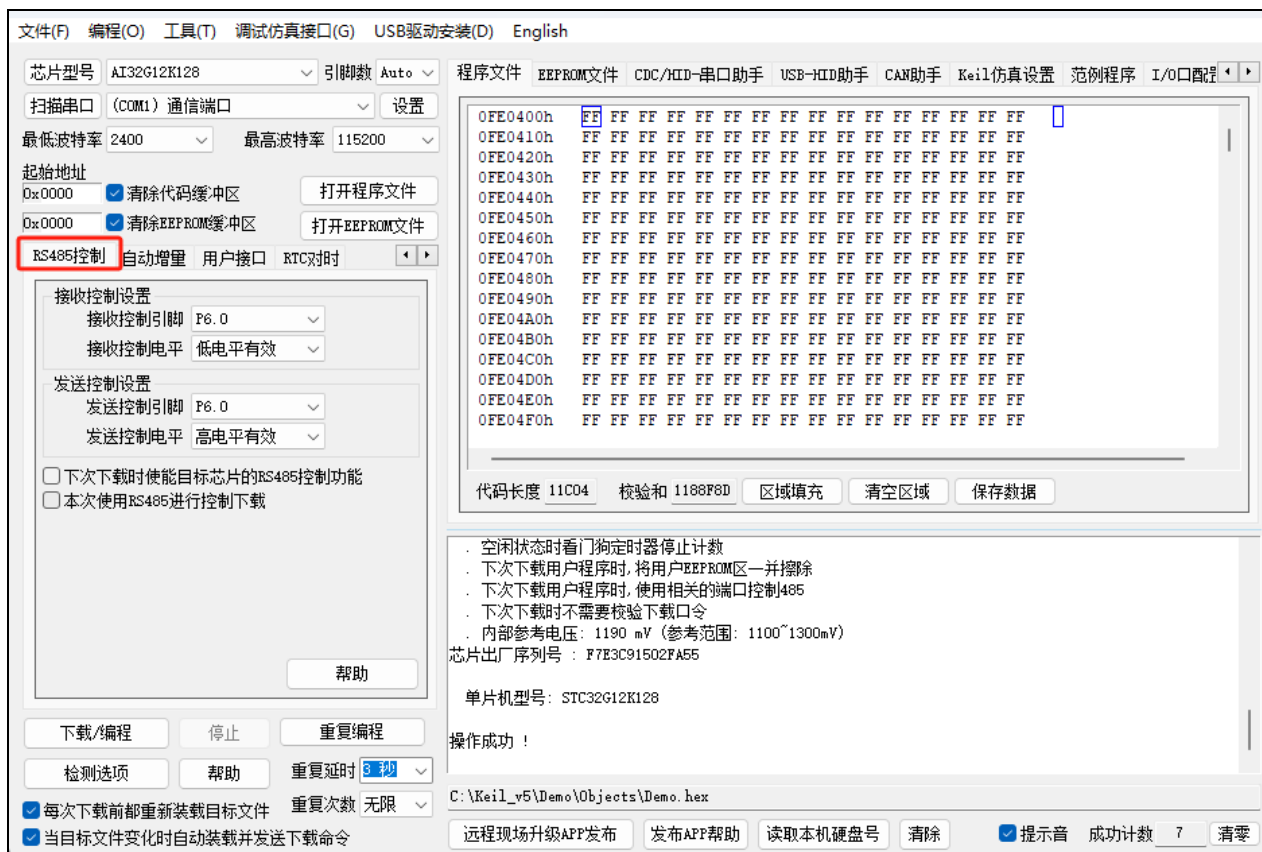 文件(F) 编程(O) 工具(T) 调试仿真接口(G) USB驱动安装(D) English
芯片型号 AI32G12K128 引脚数 Auto
扫描串口 (COM1) 通信端口 设置
最低波特率 2400 最高波特率 115200
起始地址
0x0000 清除代码缓冲区 打开程序文件
0x0000 清除EEPROM缓冲区 打开EEPROM文件
RS485控制 自动增量 用户接口 RTC对时
接收控制设置
接收控制引脚 P6.0
接收控制电平 低电平有效
发送控制设置
发送控制引脚 P6.0
发送控制电平 高电平有效
下次下载时使能目标芯片的RS485控制功能
本次使用RS485进行控制下载
帮助
下载/编程 停止 重复编程
检测选项 帮助 重复延时 3 秒
每次下载前都重新装载目标文件 重复次数 无限
当目标文件变化时自动装载并发送下载命令
程序文件 EEPROM文件 CDC/HID-串口助手 USB-HID助手 CAN助手 Keil仿真设置 范例程序 I/O口配
0FE0400h FF FF FF FF FF FF FF FF FF FF FF FF FF FF FF FF
0FE0410h FF FF FF FF FF FF FF FF FF FF FF FF FF FF FF FF
0FE0420h FF FF FF FF FF FF FF FF FF FF FF FF FF FF FF FF
0FE0430h FF FF FF FF FF FF FF FF FF FF FF FF FF FF FF FF
0FE0440h FF FF FF FF FF FF FF FF FF FF FF FF FF FF FF FF
0FE0450h FF FF FF FF FF FF FF FF FF FF FF FF FF FF FF FF
0FE0460h FF FF FF FF FF FF FF FF FF FF FF FF FF FF FF FF
0FE0470h FF FF FF FF FF FF FF FF FF FF FF FF FF FF FF FF
0FE0480h FF FF FF FF FF FF FF FF FF FF FF FF FF FF FF FF
0FE0490h FF FF FF FF FF FF FF FF FF FF FF FF FF FF FF FF
0FE04A0h FF FF FF FF FF FF FF FF FF FF FF FF FF FF FF FF
0FE04B0h FF FF FF FF FF FF FF FF FF FF FF FF FF FF FF FF
0FE04C0h FF FF FF FF FF FF FF FF FF FF FF FF FF FF FF FF
0FE04D0h FF FF FF FF FF FF FF FF FF FF FF FF FF FF FF FF
0FE04E0h FF FF FF FF FF FF FF FF FF FF FF FF FF FF FF FF
0FE04F0h FF FF FF FF FF FF FF FF FF FF FF FF FF FF FF FF
代码长度 11C04 校验和 1188F8D 区域填充 清空区域 保存数据
. 空闲状态时看门狗定时器停止计数
. 下次下载用户程序时,将用户EEPROM区一并擦除
. 下次下载用户程序时,使用相关的端口控制485
. 下次下载时不需要校验下载口令
. 内部参考电压: 1190 mV (参考范围: 1100~1300mV)
芯片出厂序列号 : F7E3C91502FA55
单片机型号: STC32G12K128
操作成功 !
C:\Keil_v5\Demo\Objects\Demo.hex
远程现场升级APP发布 发布APP帮助 读取本机硬盘号 清除 提示音 成功计数 7 清零